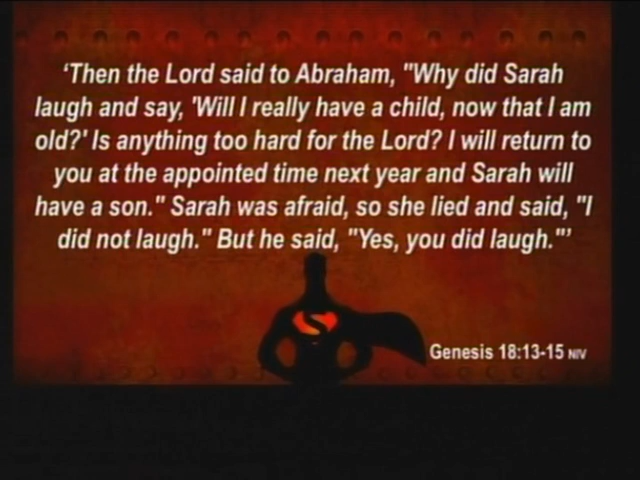 ‘Then the Lord said to Abraham, "Why did Sarah
laugh and say, 'Will I really have a child, now that I am
old?' Is anything too hard for the Lord? I will return to
you at the appointed time next year and Sarah will
have a son." Sarah was afraid, so she lied and said, "I
did not laugh." But he said, "Yes, you did laugh."’
S
Genesis 18:13-15 NIV